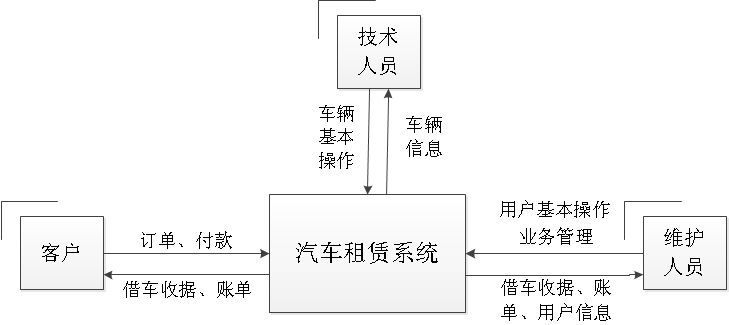 技术
人员
车辆
基本
操作
车辆
信息
客户
订单、付款
借车收据、账单
汽车租赁系统
用户基本操作
业务管理
借车收据、账
单、用户信息
维护
人员